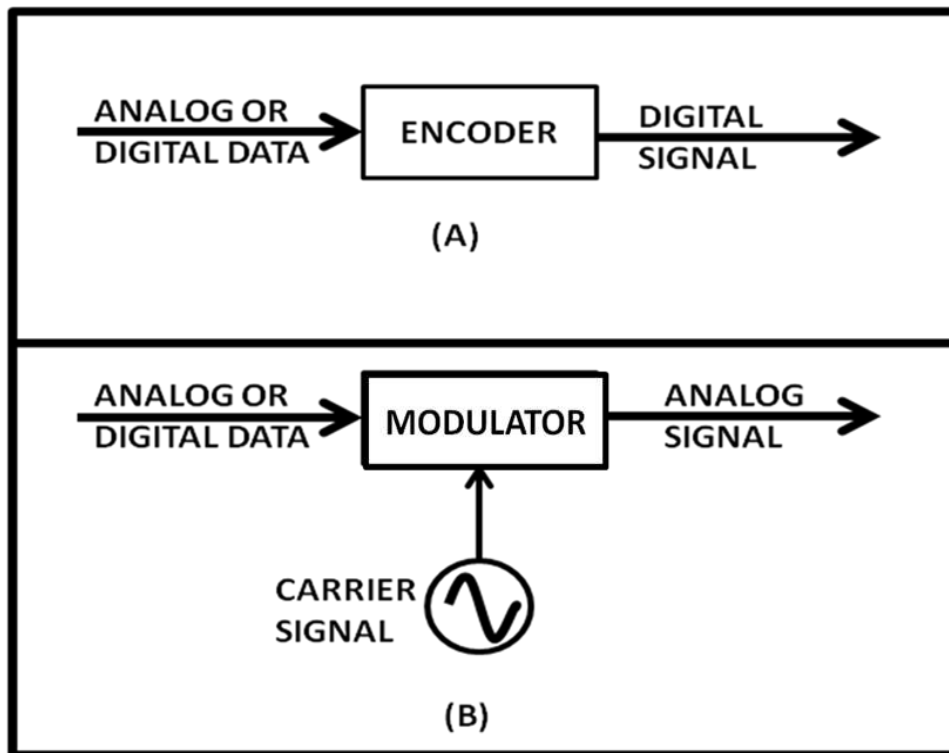 ANALOG OR
DIGITAL DATA
ENCODER
DIGITAL
SIGNAL
(A)
ANALOG OR
DIGITAL DATA
MODULATOR
ANALOG
SIGNAL
CARRIER
SIGNAL
(B)